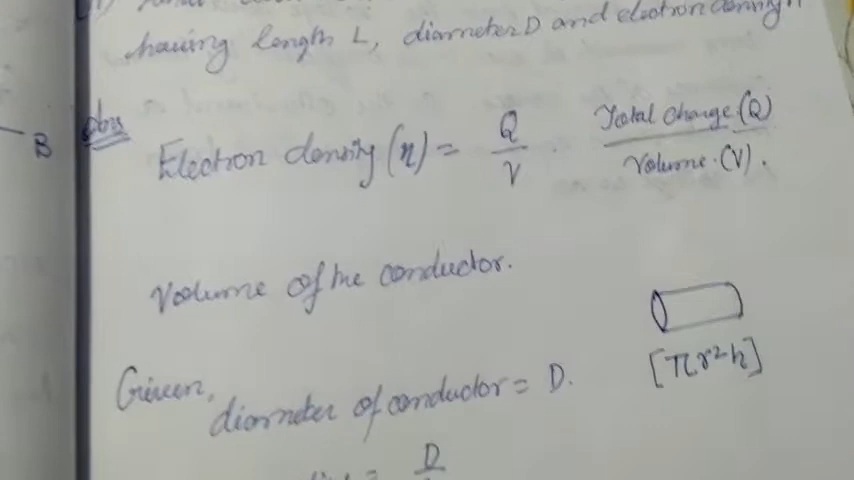 having length L, diameter D and electron density n
B
Ans
Electron density (n) = Q/V . Total Charge.(Q)/Volume.(V).
Volume of the conductor.
[πr²h]
Given,
diameter of conductor = D.
= D